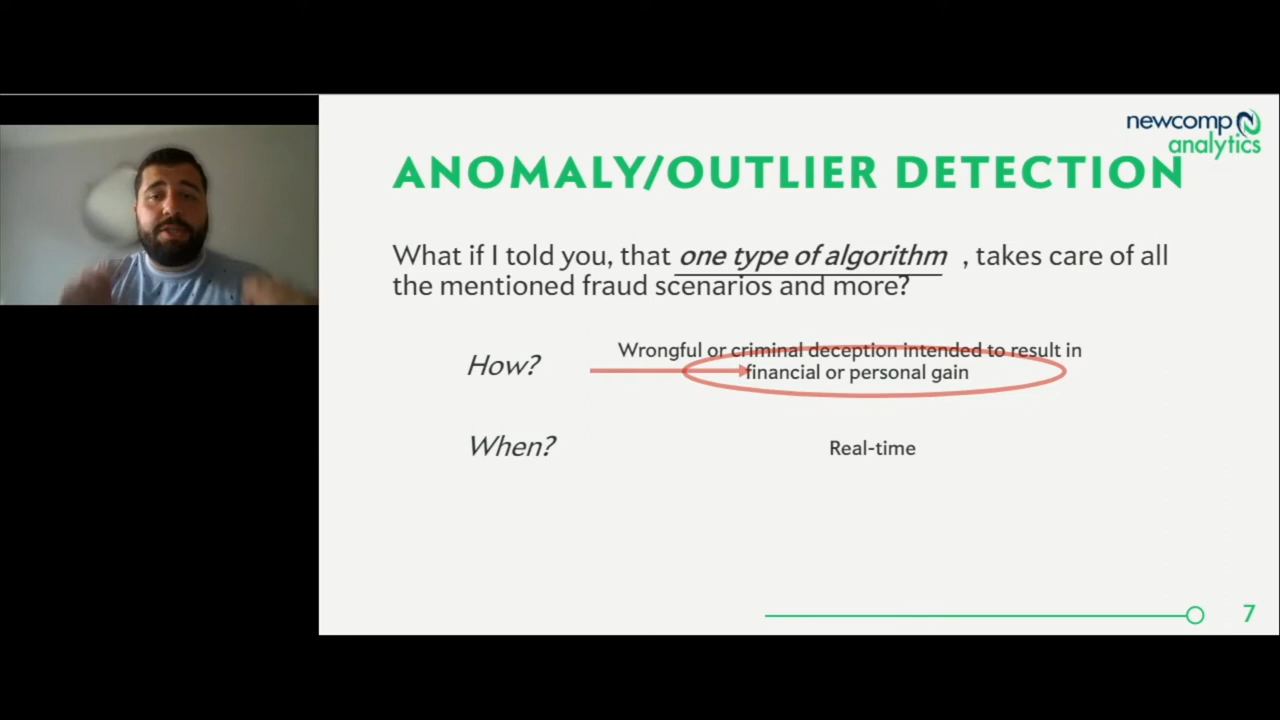 newcomp
analytics
ANOMALY/OUTLIER DETECTION
What if I told you, that one type of algorithm , takes care of all
the mentioned fraud scenarios and more?
How?
Wrongful or criminal deception intended to result in
financial or personal gain
When?
Real-time
7